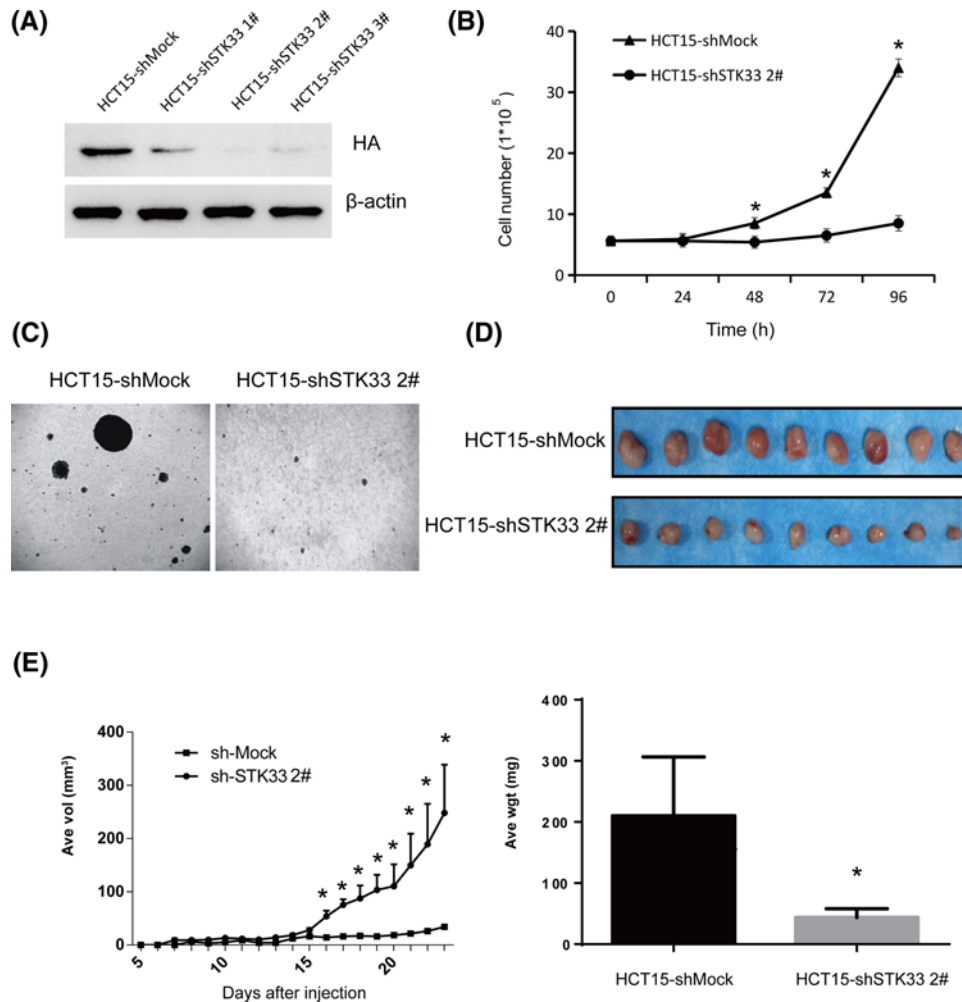 (A)
HCT15-shMock
HCT15-shSTK33 1#
HCT15-shSTK33 2#
HCT15-shSTK33 3#
HA
β-actin
(B)
HCT15-shMock
HCT15-shSTK33 2#
Cell number (1*10 5)
40
30
20
10
0
* * *
0 24 48 72 96
Time (h)
(C)
HCT15-shMock HCT15-shSTK33 2#
(D)
HCT15-shMock
HCT15-shSTK33 2#
(E)
sh-Mock
sh-STK33 2#
Ave vol (mm³)
400
300
200
100
0
* * * * * * * *
5 10 15 20
Days after injection
Ave wgt (mg)
400
300
200
100
0
*
HCT15-shMock HCT15-shSTK33 2#